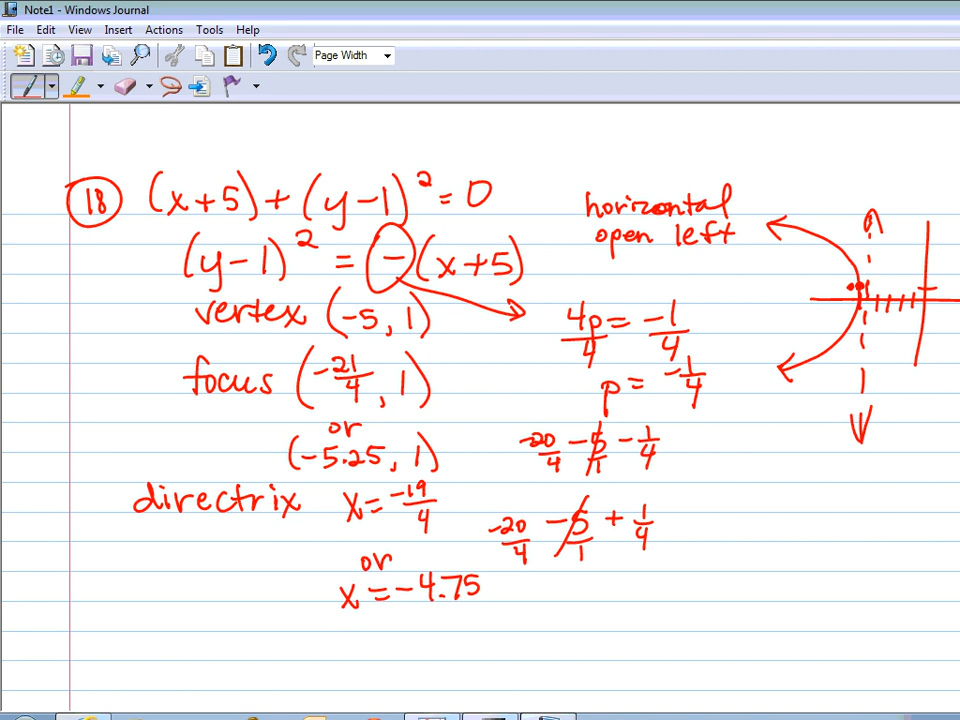 Note1 - Windows Journal
File Edit View Insert Actions Tools Help
Page Width
18 (x+5)+(y-1)² = 0
horizontal
open left
(y-1)² = -(x+5)
vertex (-5, 1)
4p/4 = -1/4
focus (-21/4, 1)
p = -1/4
or
(-5.25, 1)
-20/4 -5/1 - 1/4
directrix x = -19/4
-20/4 -5/1 + 1/4
or
x = -4.75